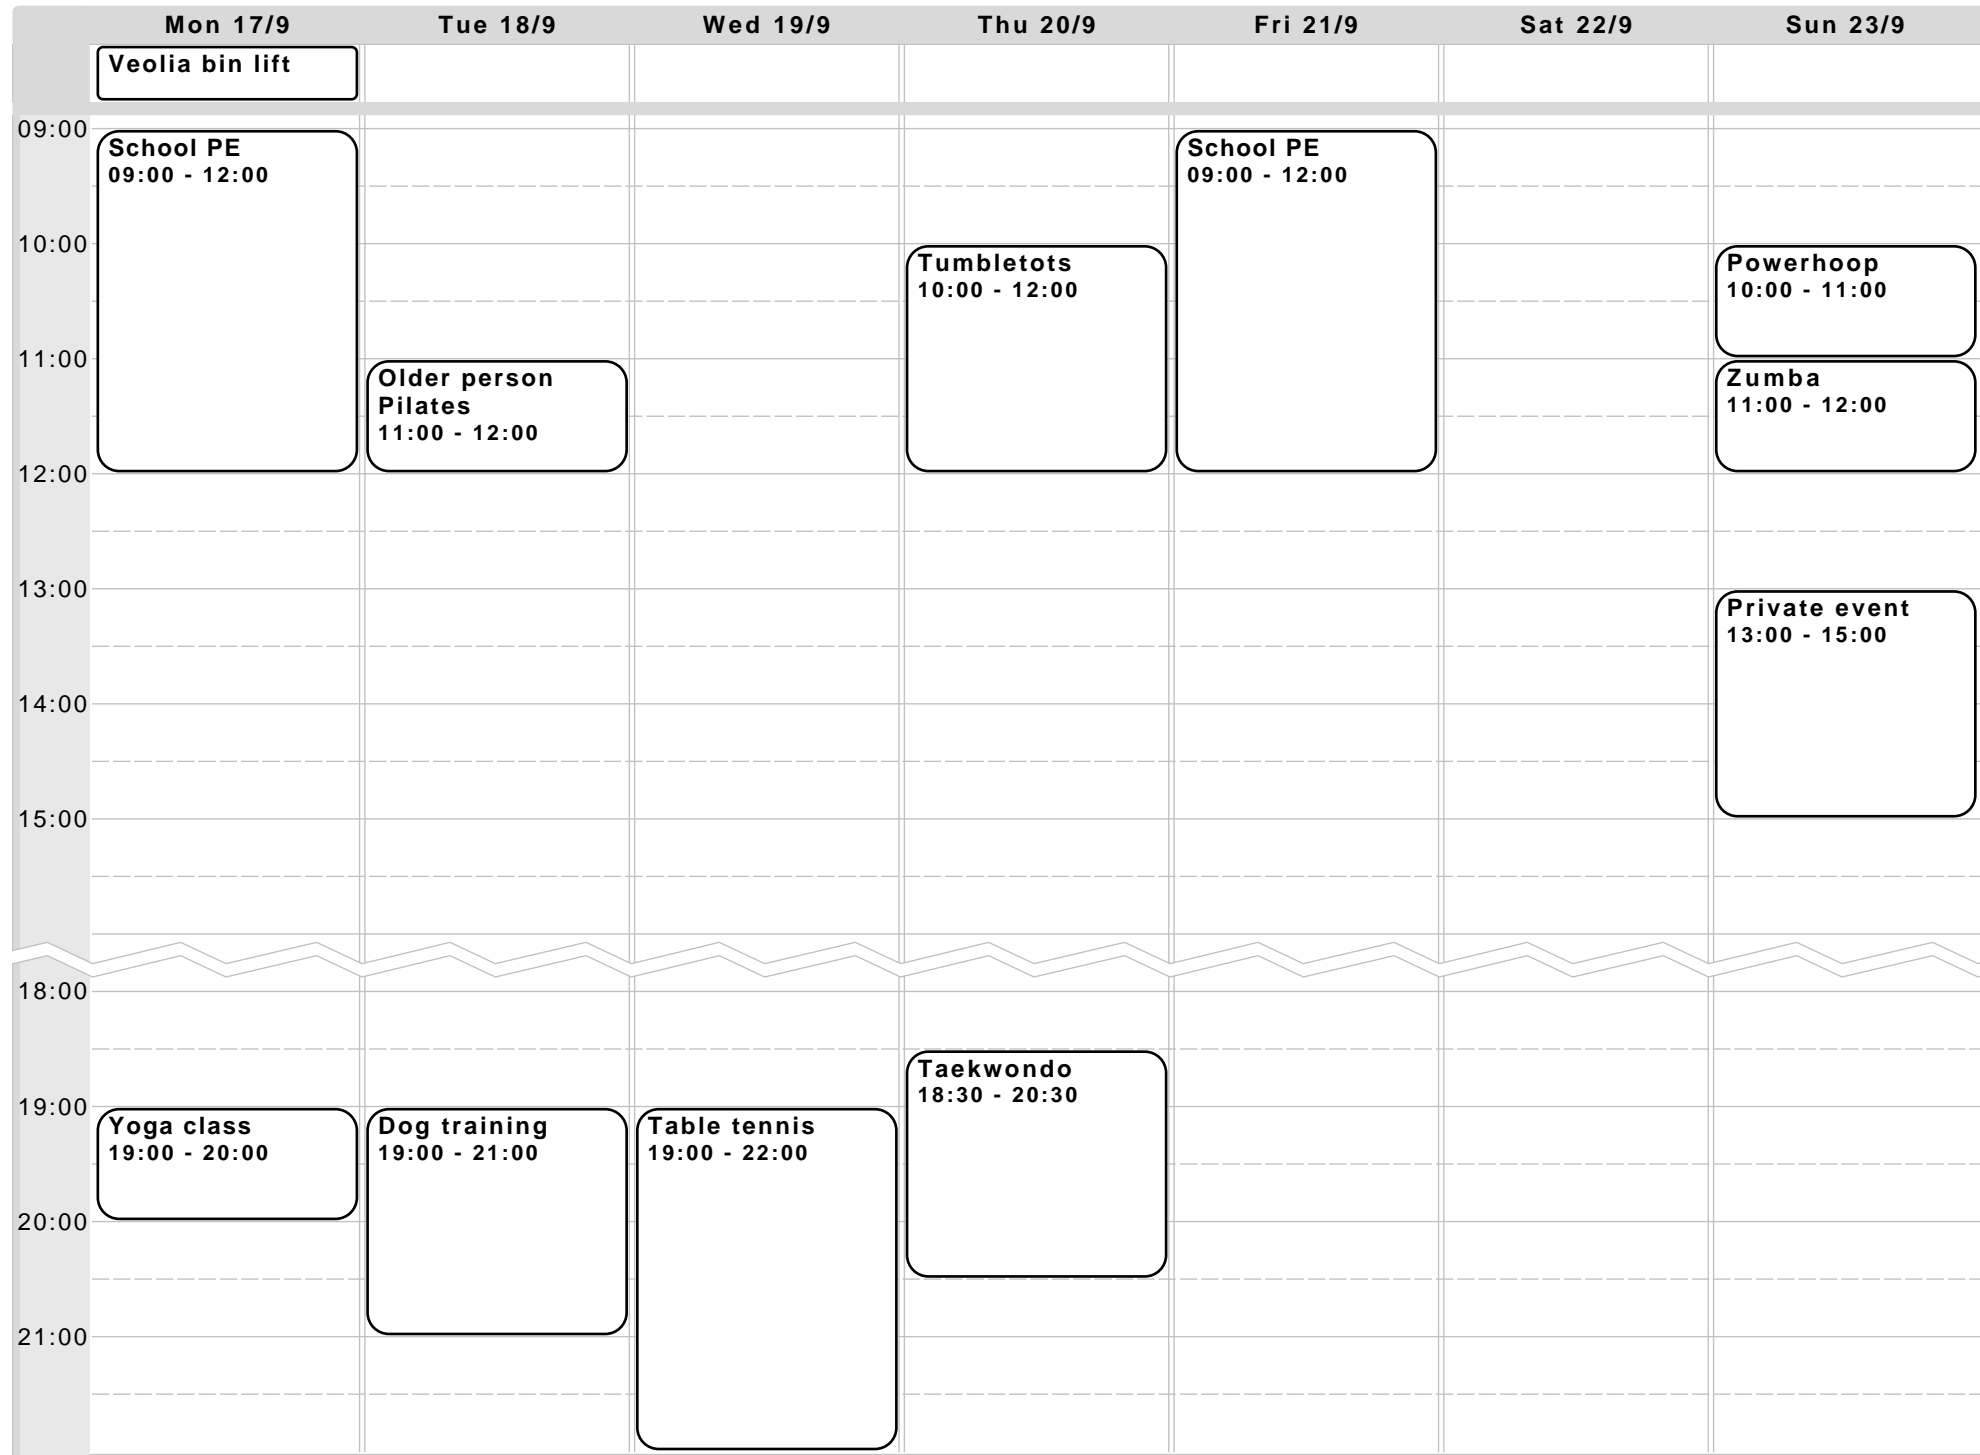 Mon 17/9 Tue 18/9 Wed 19/9 Thu 20/9 Fri 21/9 Sat 22/9 Sun 23/9
Veolia bin lift
09:00
School PE
09:00 - 12:00
School PE
09:00 - 12:00
10:00
Tumbletots
10:00 - 12:00
Powerhoop
10:00 - 11:00
11:00
Older person
Pilates
11:00 - 12:00
Zumba
11:00 - 12:00
12:00
13:00
Private event
13:00 - 15:00
14:00
15:00
18:00
Taekwondo
18:30 - 20:30
19:00
Yoga class
19:00 - 20:00
Dog training
19:00 - 21:00
Table tennis
19:00 - 22:00
20:00
21:00